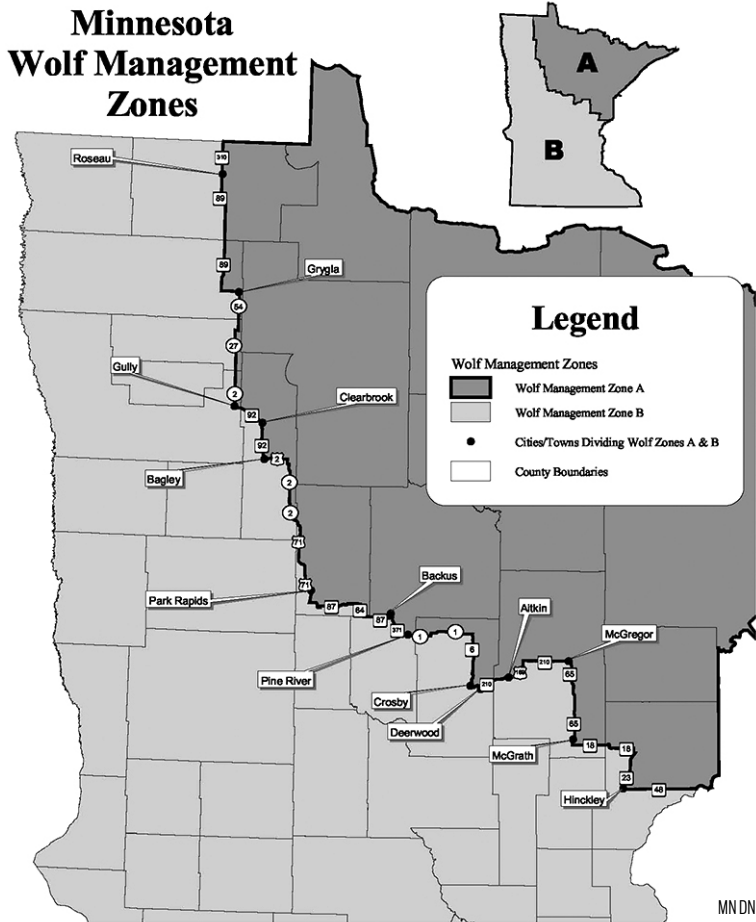 Minnesota
Wolf Management
Zones
A
B
310
Roseau
89
89
Grygla
54
27
Gully
2
92
Clearbrook
92
Bagley
2
2
2
71
71
Park Rapids
87
64
87
Backus
371
Pine River
1
1
6
Crosby
210
Deerwood
Aitkin
169
210
McGregor
65
65
McGrath
18
18
23
Hinckley
48
Legend
Wolf Management Zones
Wolf Management Zone A
Wolf Management Zone B
Cities/Towns Dividing Wolf Zones A & B
County Boundaries
MN DN